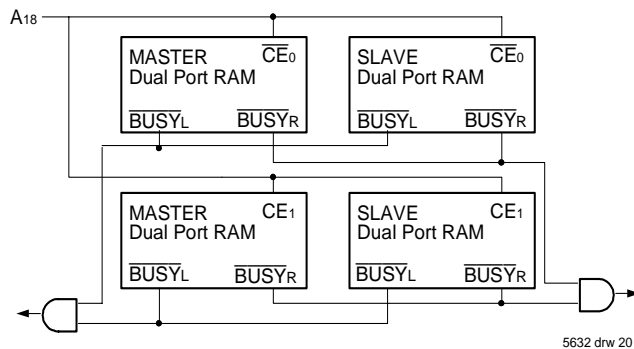 A18
MASTER CE0
Dual Port RAM
BUSYL BUSYR
SLAVE CE0
Dual Port RAM
BUSYL BUSYR
MASTER CE1
Dual Port RAM
BUSYL BUSYR
SLAVE CE1
Dual Port RAM
BUSYL BUSYR
5632 drw 20